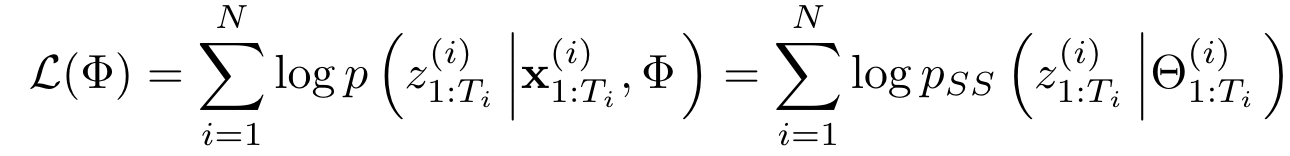 $\mathcal{L}(\Phi) = \sum_{i=1}^{N} \log p\left(z_{1:T_i}^{(i)} \middle| \mathbf{x}_{1:T_i}^{(i)}, \Phi\right) = \sum_{i=1}^{N} \log p_{SS}\left(z_{1:T_i}^{(i)} \middle| \Theta_{1:T_i}^{(i)}\right)$